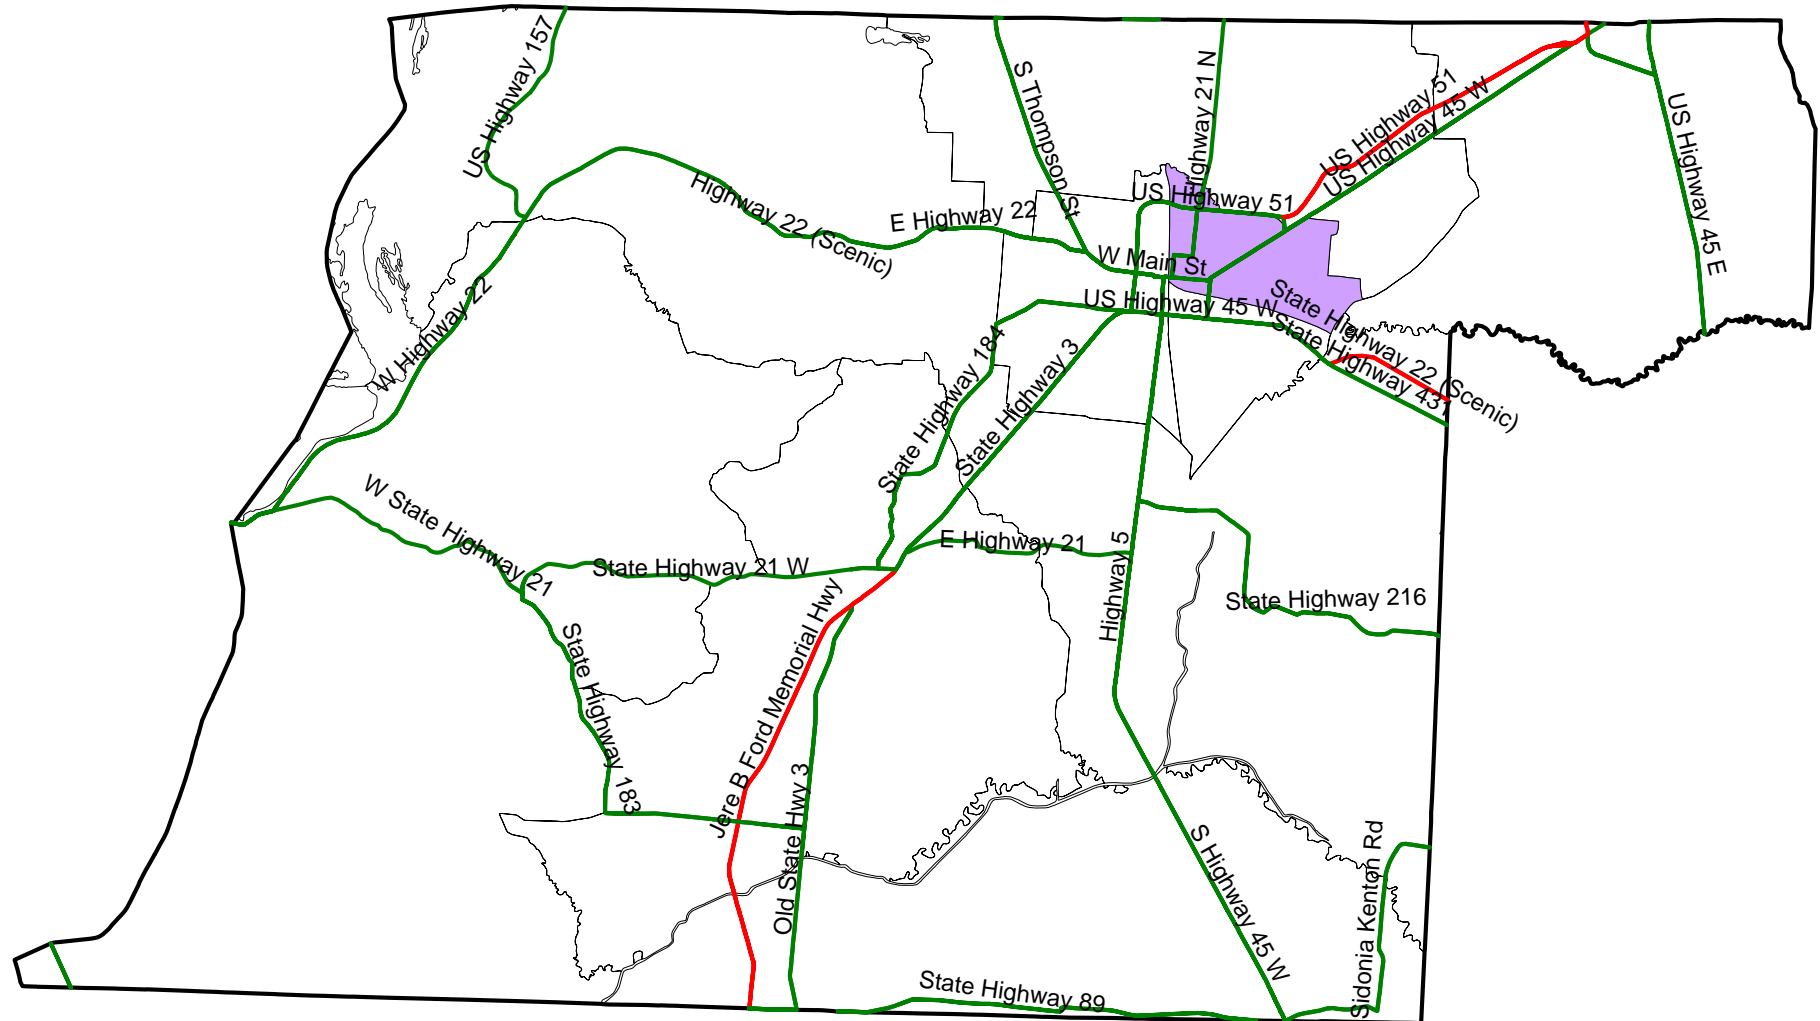 US Highway 157
S Thompson St
Highway 21 N
US Highway 51
US Highway 45 W
US Highway 45 E
Highway 22 (Scenic)
E Highway 22
US Highway 51
W Main St
W Highway 22
US Highway 45 W
State Highway 22 (Scenic)
State Highway 431
State Highway 184
State Highway 3
W State Highway 21
State Highway 21 W
E Highway 21
Highway 5
State Highway 216
State Highway 183
Jere B Ford Memorial Hwy
Old State Hwy 3
S Highway 45 W
Sidonia Kenton Rd
State Highway 89